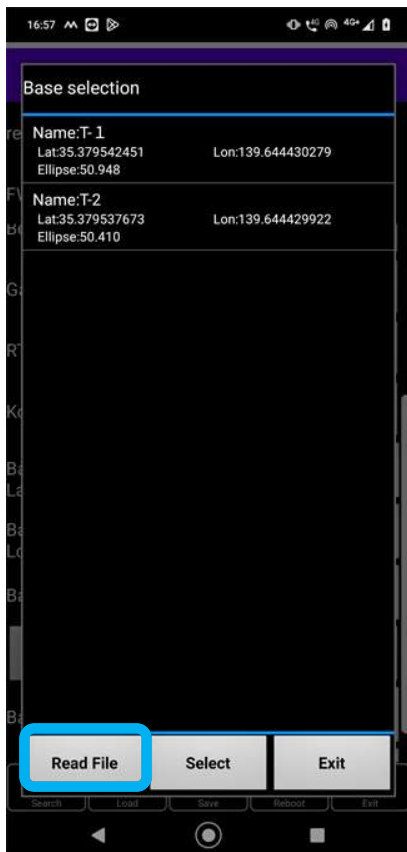 16:57 4G 4G+
Base selection
Name:T-1
Lat:35.379542451 Lon:139.644430279
Ellipse:50.948
Name:T-2
Lat:35.379537673 Lon:139.644429922
Ellipse:50.410
Read File Select Exit
Search Load Save Reboot Exit